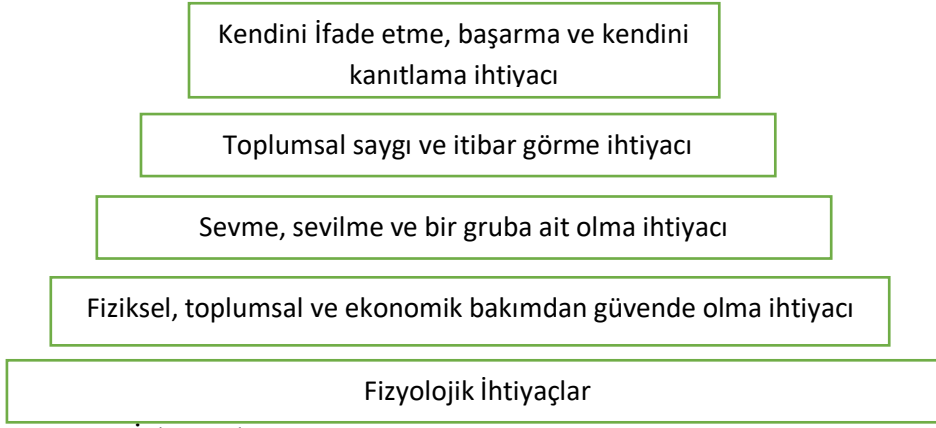 Kendini İfade etme, başarma ve kendini
kanıtlama ihtiyacı
Toplumsal saygı ve itibar görme ihtiyacı
Sevme, sevilme ve bir gruba ait olma ihtiyacı
Fiziksel, toplumsal ve ekonomik bakımdan güvende olma ihtiyacı
Fizyolojik İhtiyaçlar